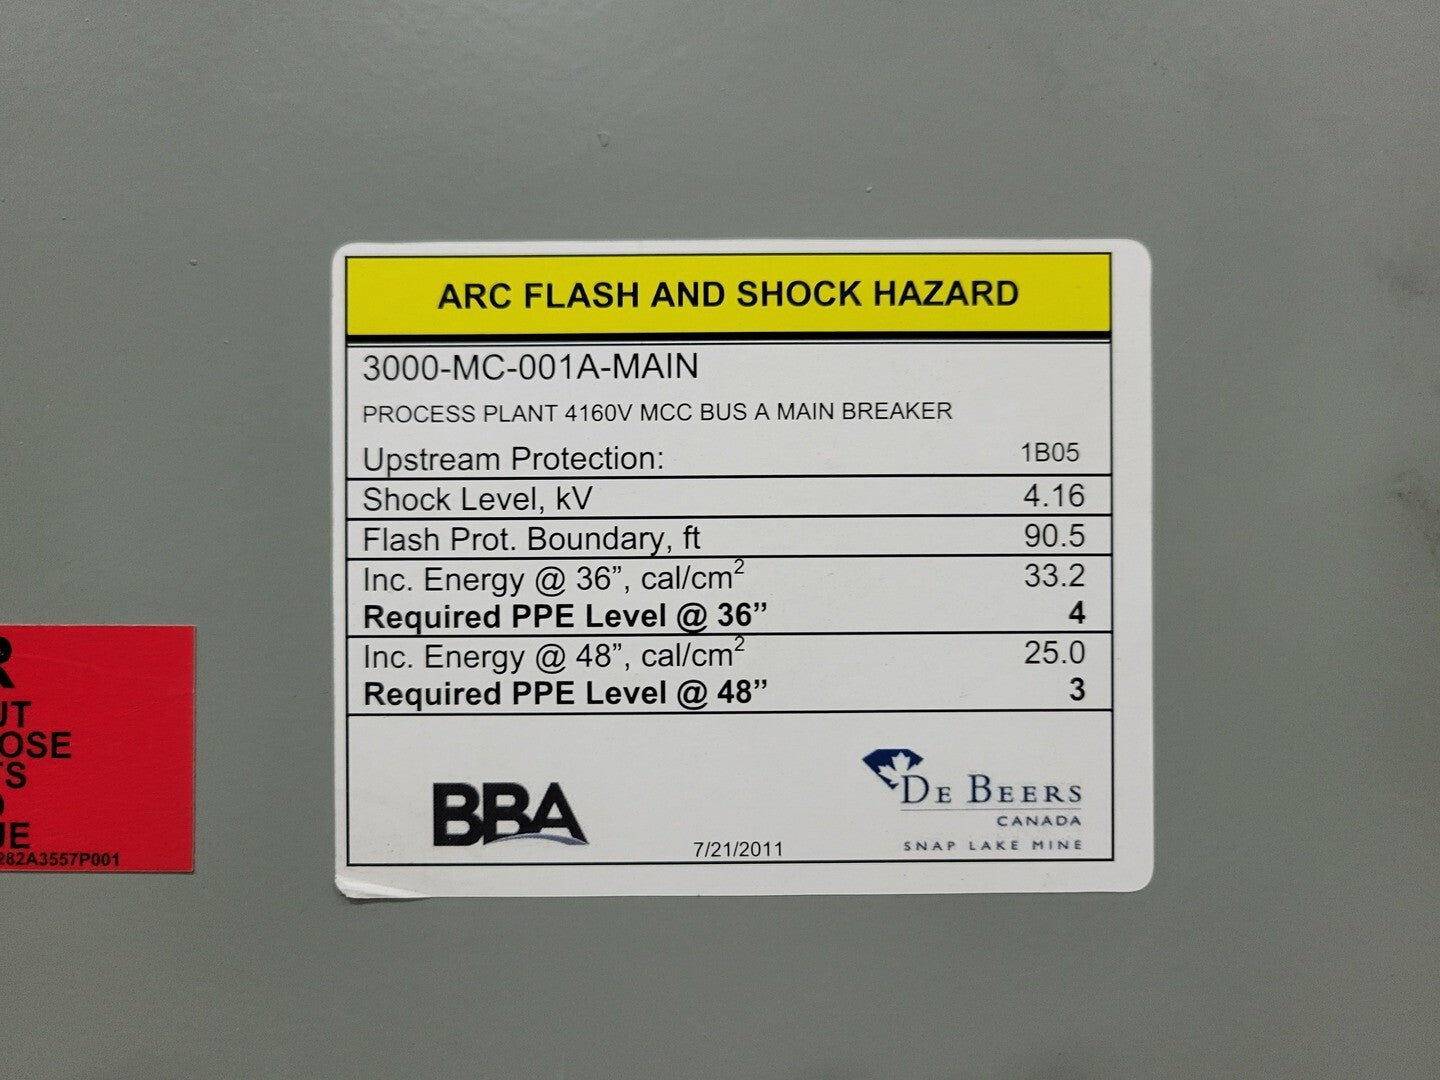 ARC FLASH AND SHOCK HAZARD
3000-MC-001A-MAIN
PROCESS PLANT 4160V MCC BUS A MAIN BREAKER
Upstream Protection: 1B05
Shock Level, kV 4.16
Flash Prot. Boundary, ft 90.5
Inc. Energy @ 36”, cal/cm² 33.2
Required PPE Level @ 36” 4
Inc. Energy @ 48”, cal/cm² 25.0
Required PPE Level @ 48” 3
BBA
7/21/2011
DE BEERS
CANADA
SNAP LAKE MINE
R
UT
OSE
TS
UE
282A3557P001